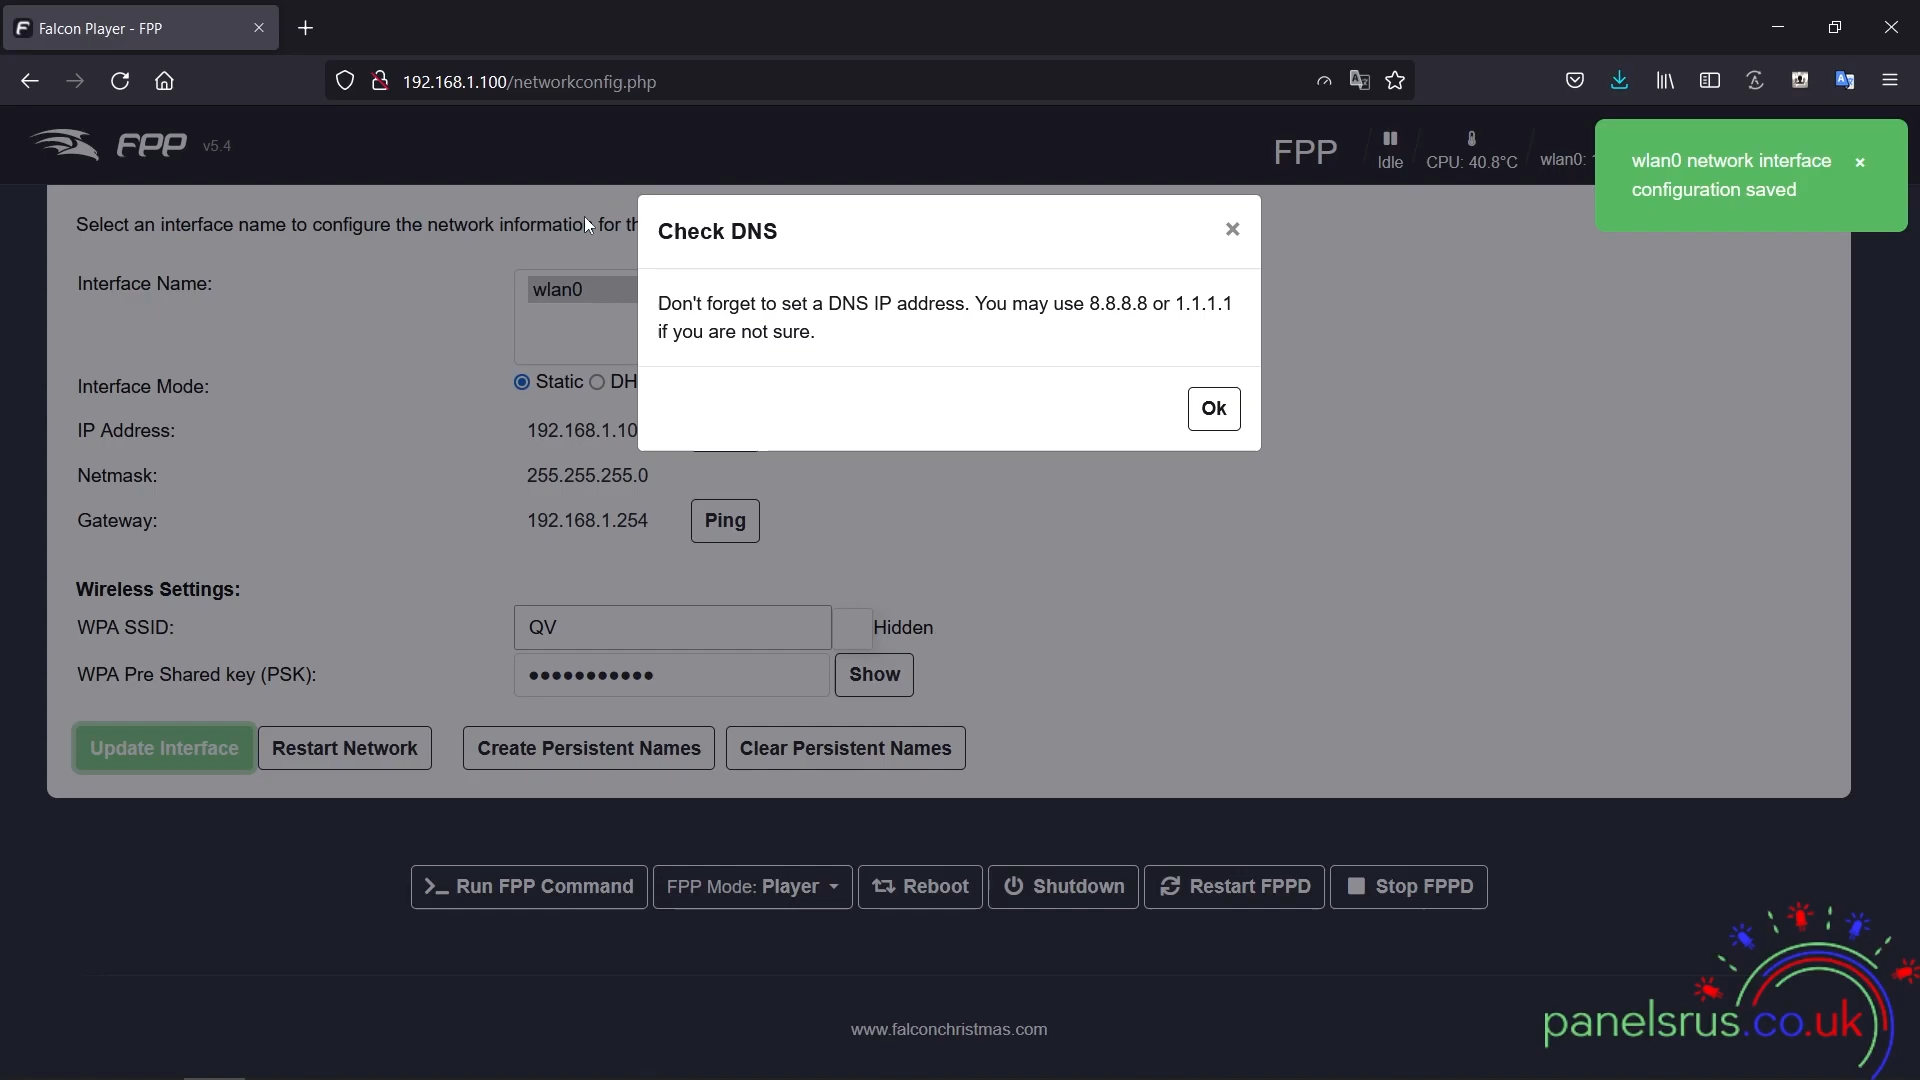 Falcon Player - FPP
192.168.1.100/networkconfig.php
FPP v5.4
FPP
Idle
CPU: 40.8°C
wlan0:
wlan0 network interface
configuration saved
Select an interface name to configure the network information for th
Check DNS
Don't forget to set a DNS IP address. You may use 8.8.8.8 or 1.1.1.1
if you are not sure.
Ok
Interface Name:
wlan0
Interface Mode:
Static DH
IP Address:
192.168.1.10
Netmask:
255.255.255.0
Gateway:
192.168.1.254
Ping
Wireless Settings:
WPA SSID:
QV
Hidden
WPA Pre Shared key (PSK):
•••••••••••
Show
Update Interface
Restart Network
Create Persistent Names
Clear Persistent Names
Run FPP Command
FPP Mode: Player
Reboot
Shutdown
Restart FPPD
Stop FPPD
www.falconchristmas.com
panelsrus.co.uk